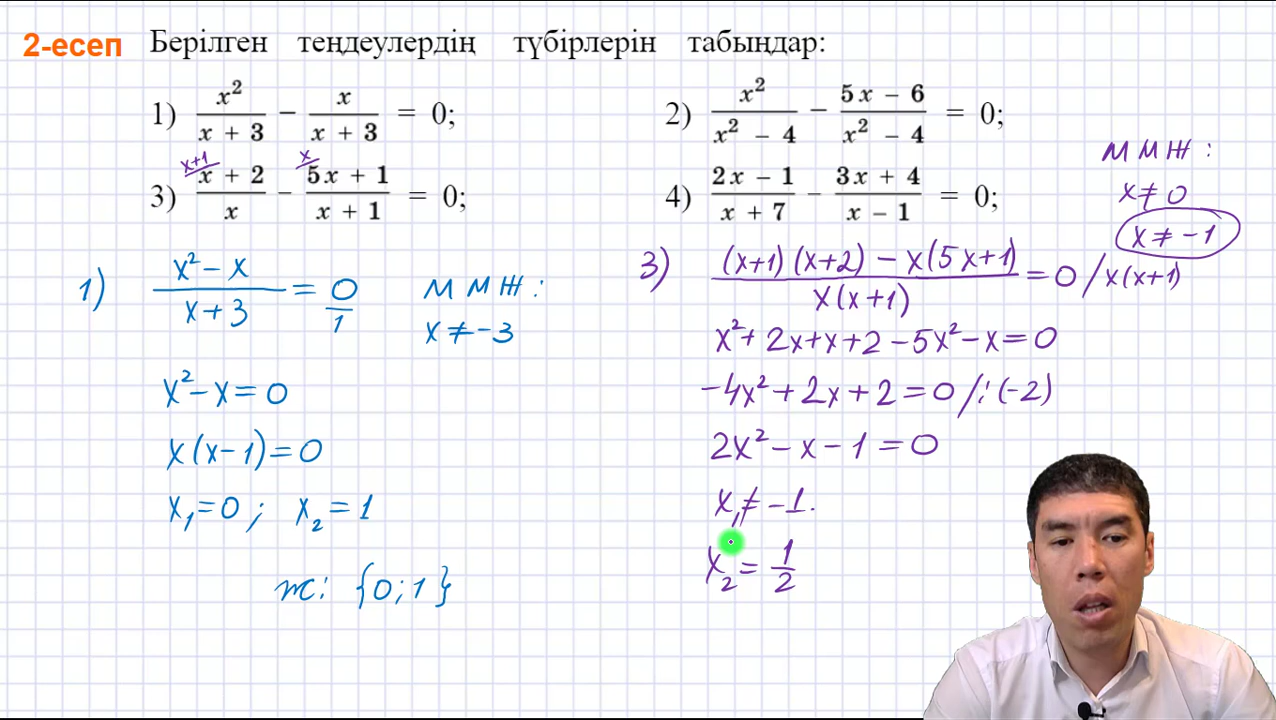 2-есеп Берілген теңдеулердің түбірлерін табыңдар:
1) x²/(x + 3) − x/(x + 3) = 0;
2) x²/(x² − 4) − (5x − 6)/(x² − 4) = 0;
x+1 x
3) (x + 2)/x − (5x + 1)/(x + 1) = 0;
4) (2x − 1)/(x + 7) − (3x + 4)/(x − 1) = 0;
ММЖ:
x ≠ 0
x ≠ −1
1) (x² − x)/(x + 3) = 0/1
ММЖ:
x ≠ −3
x² − x = 0
x(x−1) = 0
x₁ = 0 ; x₂ = 1
ж: {0;1}
3) ((x+1)(x+2) − x(5x+1))/(x(x+1)) = 0 / x(x+1)
x² + 2x + x + 2 − 5x² − x = 0
−4x² + 2x + 2 = 0 /:(−2)
2x² − x − 1 = 0
x₁ ≠ −1.
x₂ = 1/2